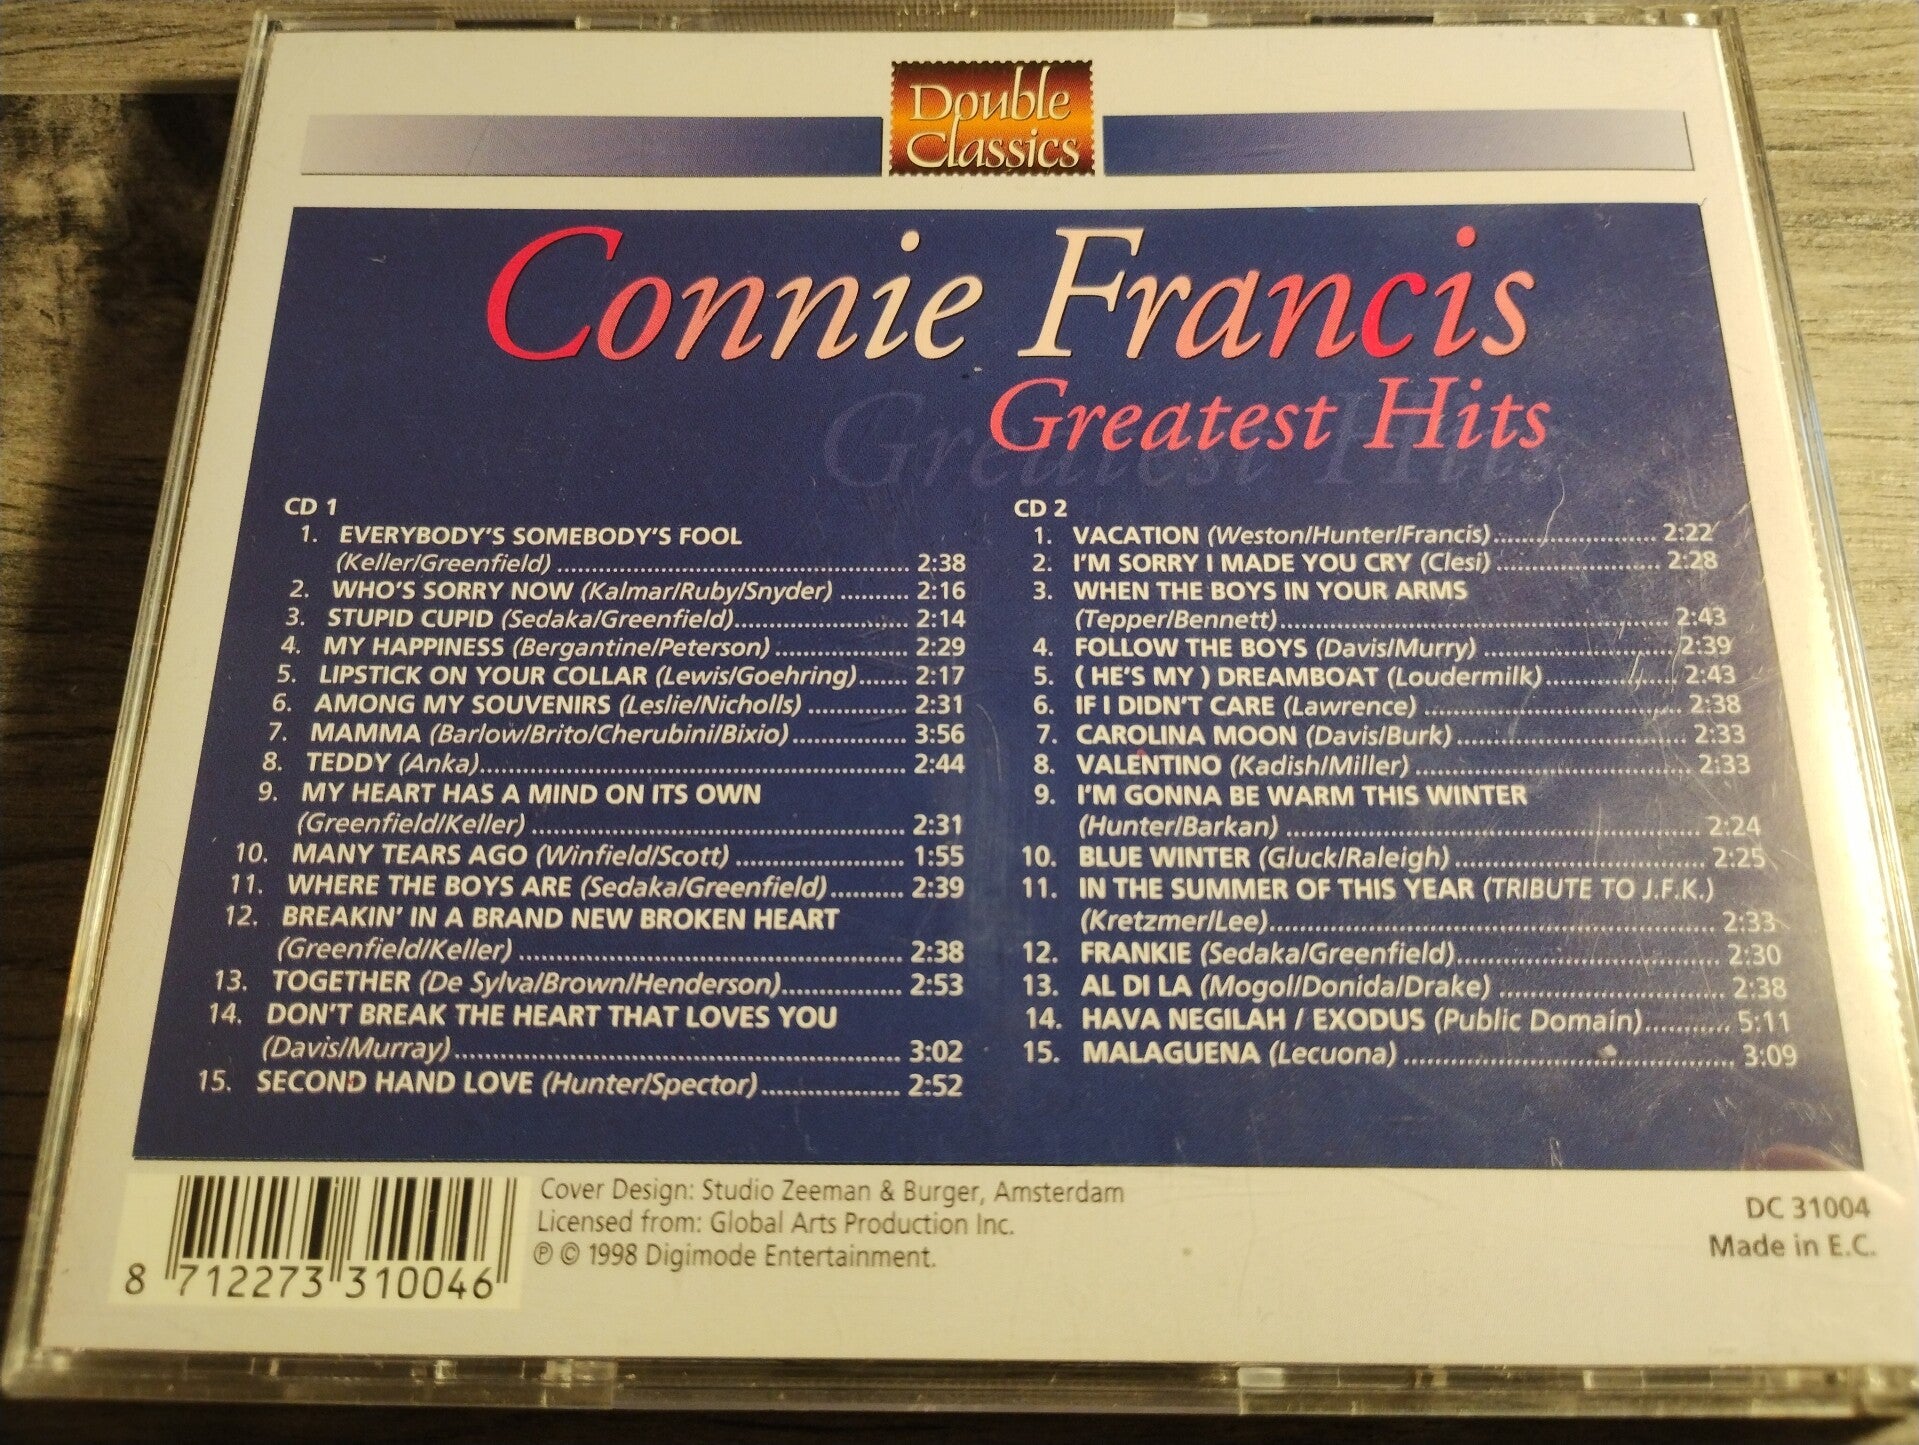 Double
Classics
Connie Francis
Greatest Hits
Greatest Hits
CD 1
1. EVERYBODY'S SOMEBODY'S FOOL
(Keller/Greenfield) ................................................ 2:38
2. WHO'S SORRY NOW (Kalmar/Ruby/Snyder) .......... 2:16
3. STUPID CUPID (Sedaka/Greenfield)......................... 2:14
4. MY HAPPINESS (Bergantine/Peterson) ................... 2:29
5. LIPSTICK ON YOUR COLLAR (Lewis/Goehring)....... 2:17
6. AMONG MY SOUVENIRS (Leslie/Nicholls) .............. 2:31
7. MAMMA (Barlow/Brito/Cherubini/Bixio)................ 3:56
8. TEDDY (Anka)............................................................ 2:44
9. MY HEART HAS A MIND ON ITS OWN
(Greenfield/Keller) .................................................... 2:31
10. MANY TEARS AGO (Winfield/Scott) ........................ 1:55
11. WHERE THE BOYS ARE (Sedaka/Greenfield).......... 2:39
12. BREAKIN' IN A BRAND NEW BROKEN HEART
(Greenfield/Keller) ..................................................... 2:38
13. TOGETHER (De Sylva/Brown/Henderson)................. 2:53
14. DON'T BREAK THE HEART THAT LOVES YOU
(Davis/Murray)............................................................. 3:02
15. SECOND HAND LOVE (Hunter/Spector)................... 2:52
CD 2
1. VACATION (Weston/Hunter/Francis)....................... 2:22
2. I'M SORRY I MADE YOU CRY (Clesi) ....................... 2:28
3. WHEN THE BOYS IN YOUR ARMS
(Tepper/Bennett)...................................................... 2:43
4. FOLLOW THE BOYS (Davis/Murry) .......................... 2:39
5. ( HE'S MY ) DREAMBOAT (Loudermilk)................... 2:43
6. IF I DIDN'T CARE (Lawrence) ................................... 2:38
7. CAROLINA MOON (Davis/Burk)................................ 2:33
8. VALENTINO (Kadish/Miller)...................................... 2:33
9. I'M GONNA BE WARM THIS WINTER
(Hunter/Barkan) ......................................................... 2:24
10. BLUE WINTER (Gluck/Raleigh).................................. 2:25
11. IN THE SUMMER OF THIS YEAR (TRIBUTE TO J.F.K.)
(Kretzmer/Lee)............................................................. 2:33
12. FRANKIE (Sedaka/Greenfield)................................... 2:30
13. AL DI LA (Mogol/Donida/Drake) .............................. 2:38
14. HAVA NEGILAH / EXODUS (Public Domain)........... 5:11
15. MALAGUENA (Lecuona) ........................................... 3:09
8 712273 310046
Cover Design: Studio Zeeman & Burger, Amsterdam
Licensed from: Global Arts Production Inc.
℗ © 1998 Digimode Entertainment.
DC 31004
Made in E.C.